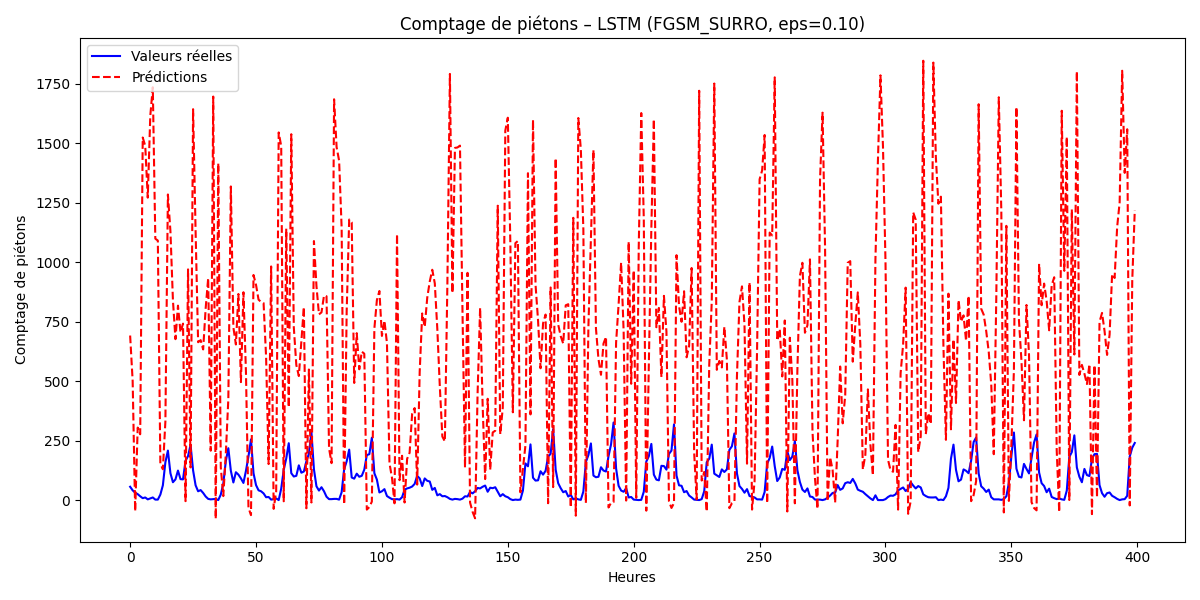 Comptage de piétons – LSTM (FGSM_SURRO, eps=0.10)
Valeurs réelles
Prédictions
Comptage de piétons
1750
1500
1250
1000
750
500
250
0
0 50 100 150 200 250 300 350 400
Heures